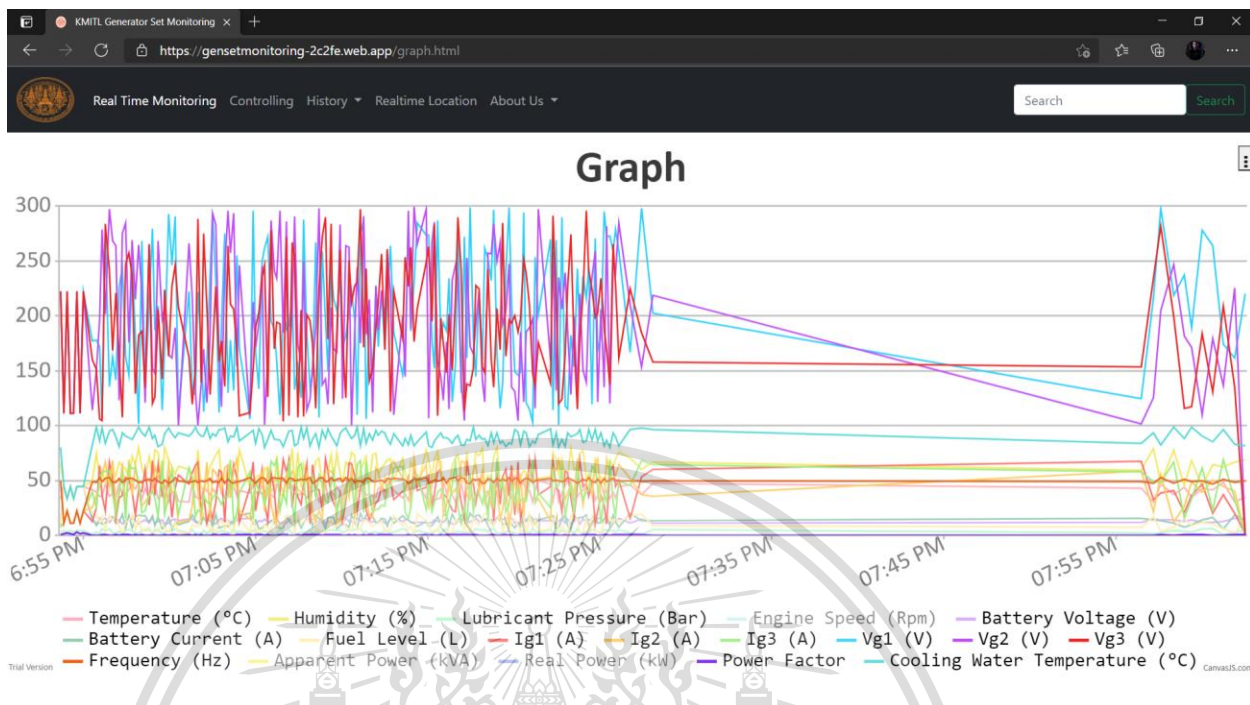 KMITL Generator Set Monitoring
https://gensetmonitoring-2c2fe.web.app/graph.html
Real Time Monitoring Controlling History Realtime Location About Us Search Search
Graph
300
250
200
150
100
50
0
6:55 PM 07:05 PM 07:15 PM 07:25 PM 07:35 PM 07:45 PM 07:55 PM
Temperature (ºC) Humidity (%) Lubricant Pressure (Bar) Engine Speed (Rpm) Battery Voltage (V)
Battery Current (A) Fuel Level (L) Ig1 (A) Ig2 (A) Ig3 (A) Vg1 (V) Vg2 (V) Vg3 (V)
Frequency (Hz) Apparent Power (kVA) Real Power (kW) Power Factor Cooling Water Temperature (ºC)
Trial Version CanvasJS.com